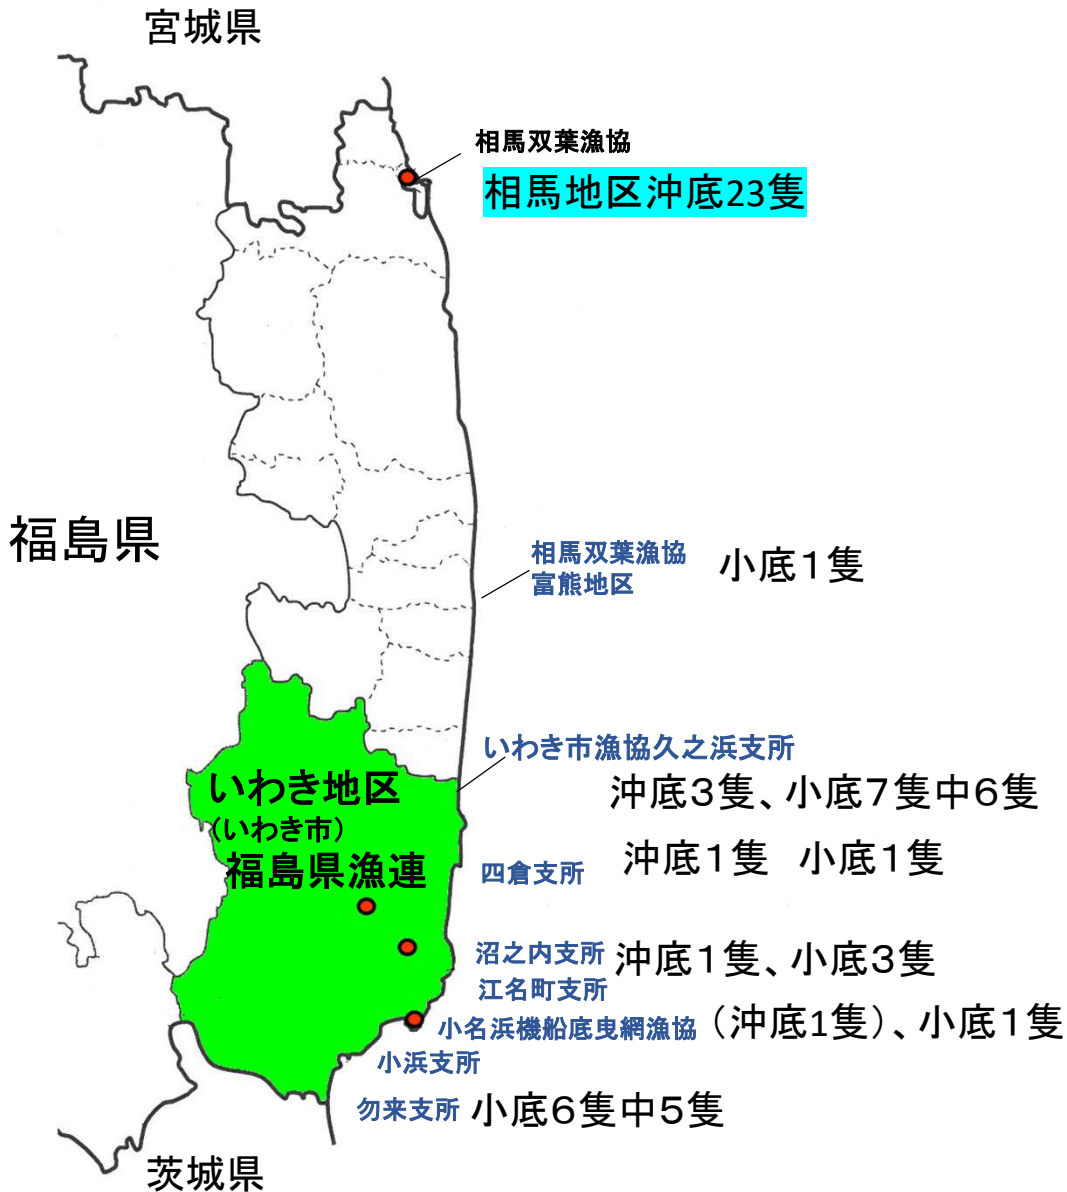 宮城県
相馬双葉漁協
相馬地区沖底23隻
福島県
相馬双葉漁協
富熊地区
小底１隻
いわき市漁協久之浜支所
沖底３隻、小底７隻中６隻
いわき地区
（いわき市）
福島県漁連
四倉支所
沖底１隻　小底１隻
沼之内支所
沖底１隻、小底３隻
江名町支所
小名浜機船底曳網漁協
（沖底1隻）、小底１隻
小浜支所
勿来支所
小底６隻中５隻
茨城県